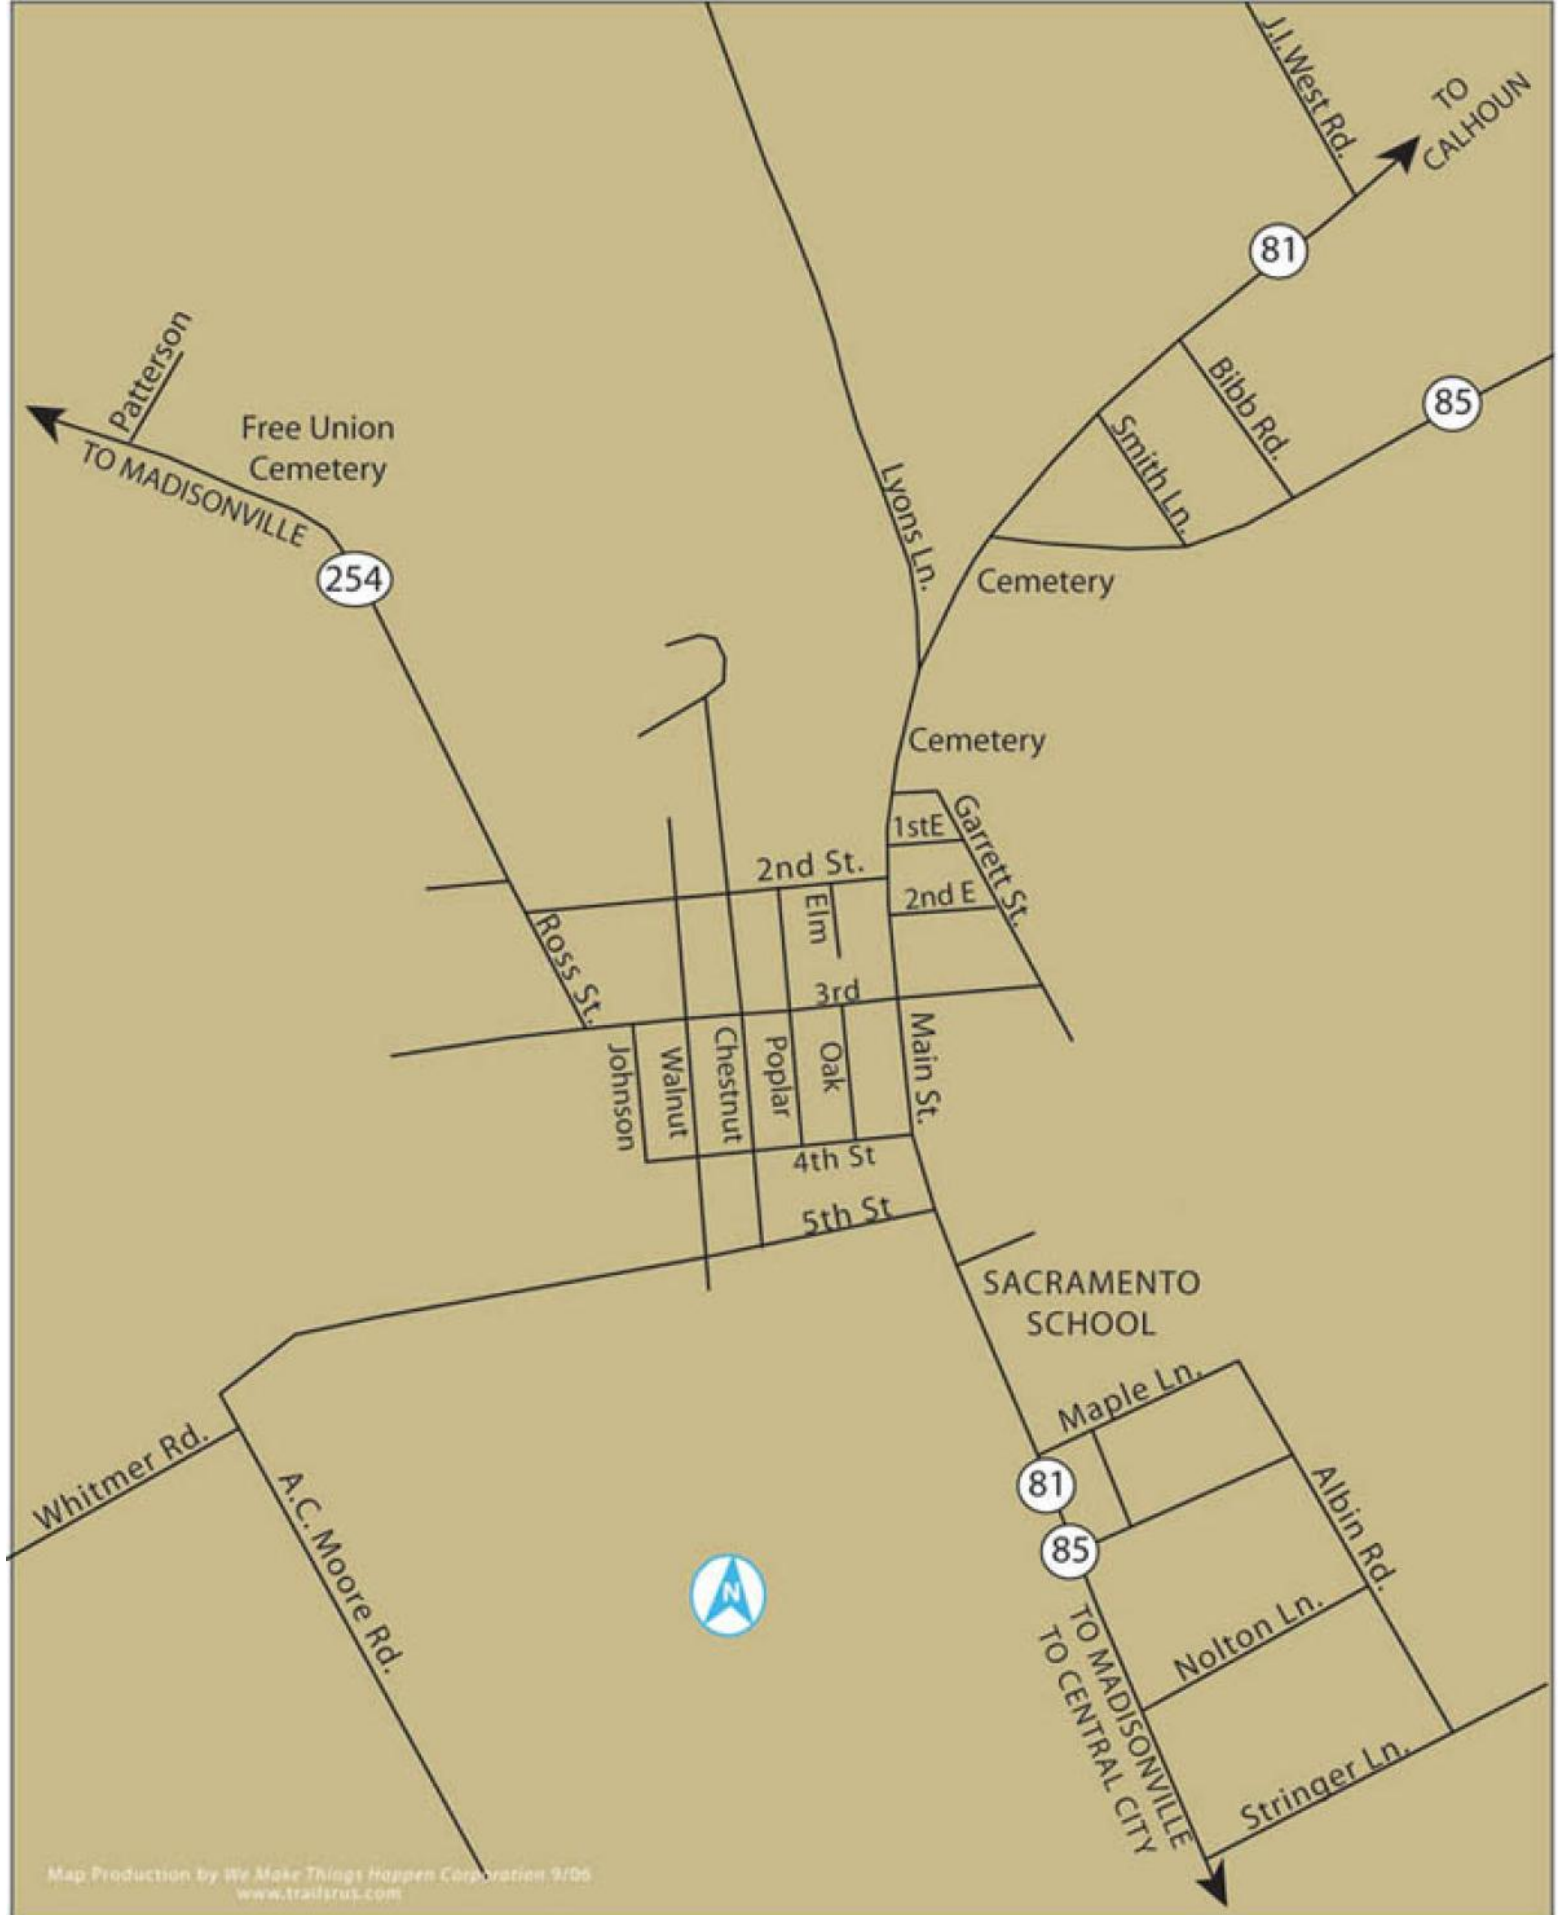 J.I. West Rd.
TO
CALHOUN
81
Patterson
Free Union
Cemetery
TO MADISONVILLE
254
Bibb Rd.
85
Smith Ln.
Lyons Ln.
Cemetery
Cemetery
1stE
Garrett St.
2nd St.
2nd E
Elm
Ross St.
3rd
Johnson
Walnut
Chestnut
Poplar
Oak
Main St.
4th St
5th St
SACRAMENTO
SCHOOL
Maple Ln.
Whitmer Rd.
A.C. Moore Rd.
81
85
Albin Rd.
N
Nolton Ln.
TO MADISONVILLE
TO CENTRAL CITY
Stringer Ln.
Map Production by We Make Things Happen Corporation 9/06
www.trailsrus.com